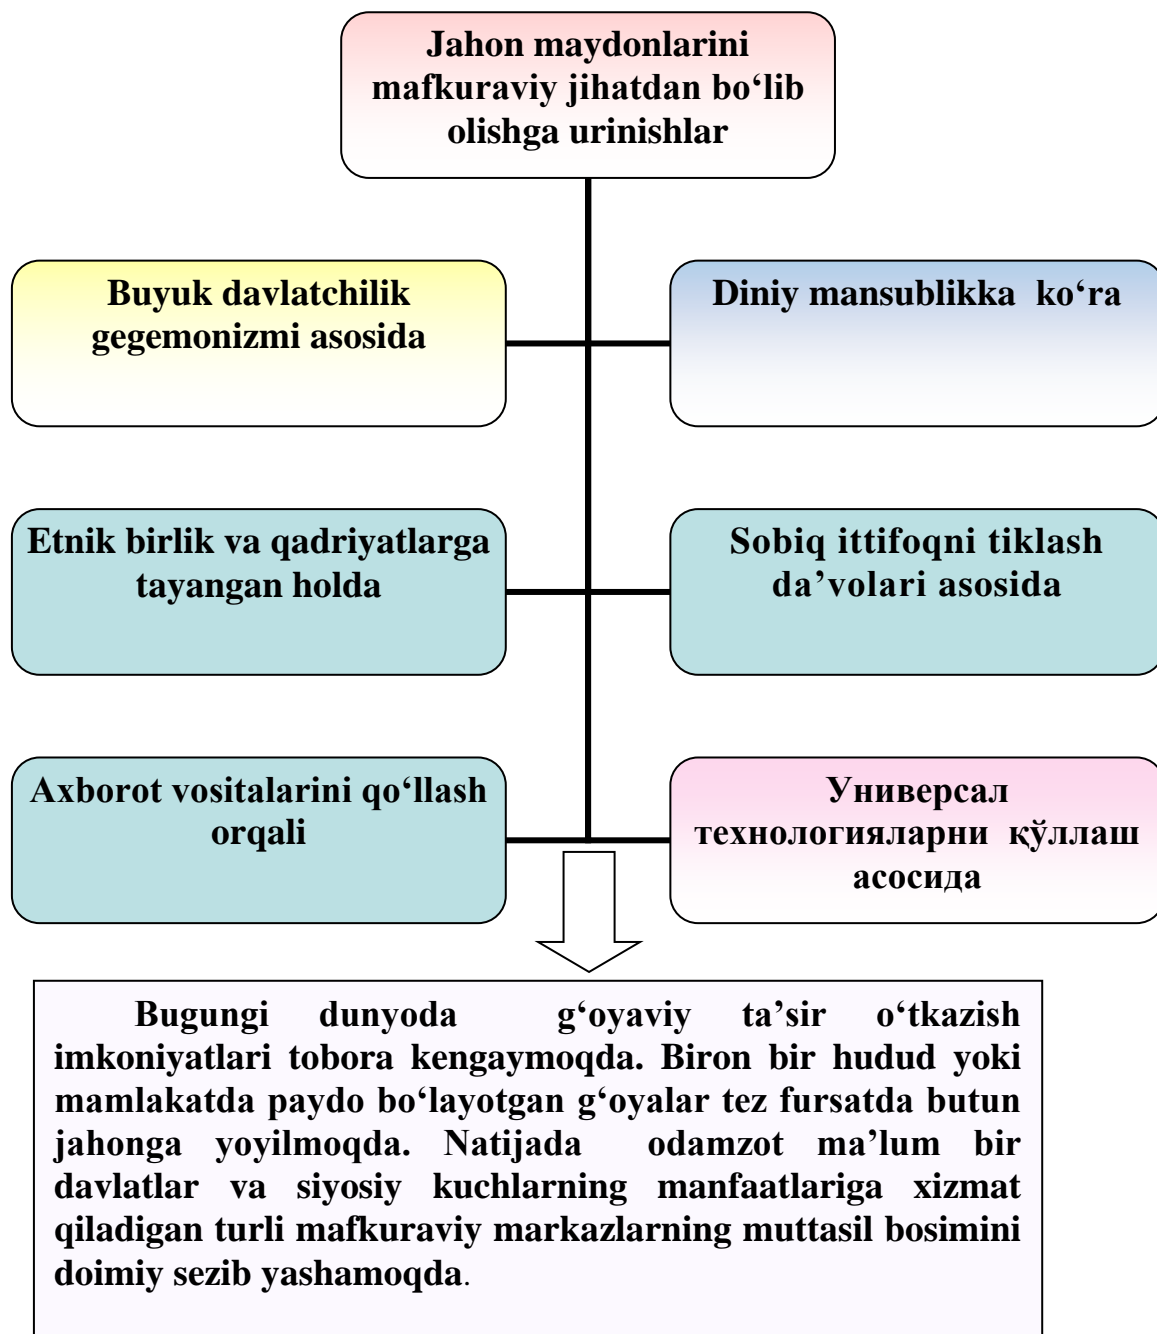 Jahon maydonlarini
mafkuraviy jihatdan bo‘lib
olishga urinishlar
Buyuk davlatchilik
gegemonizmi asosida
Diniy mansublikka ko‘ra
Etnik birlik va qadriyatlarga
tayangan holda
Sobiq ittifoqni tiklash
da’volari asosida
Axborot vositalarini qo‘llash
orqali
Универсал
технологияларни қўллаш
асосида
Bugungi dunyoda g‘oyaviy ta’sir o‘tkazish
imkoniyatlari tobora kengaymoqda. Biron bir hudud yoki
mamlakatda paydo bo‘layotgan g‘oyalar tez fursatda butun
jahonga yoyilmoqda. Natijada odamzot ma’lum bir
davlatlar va siyosiy kuchlarning manfaatlariga xizmat
qiladigan turli mafkuraviy markazlarning muttasil bosimini
doimiy sezib yashamoqda.